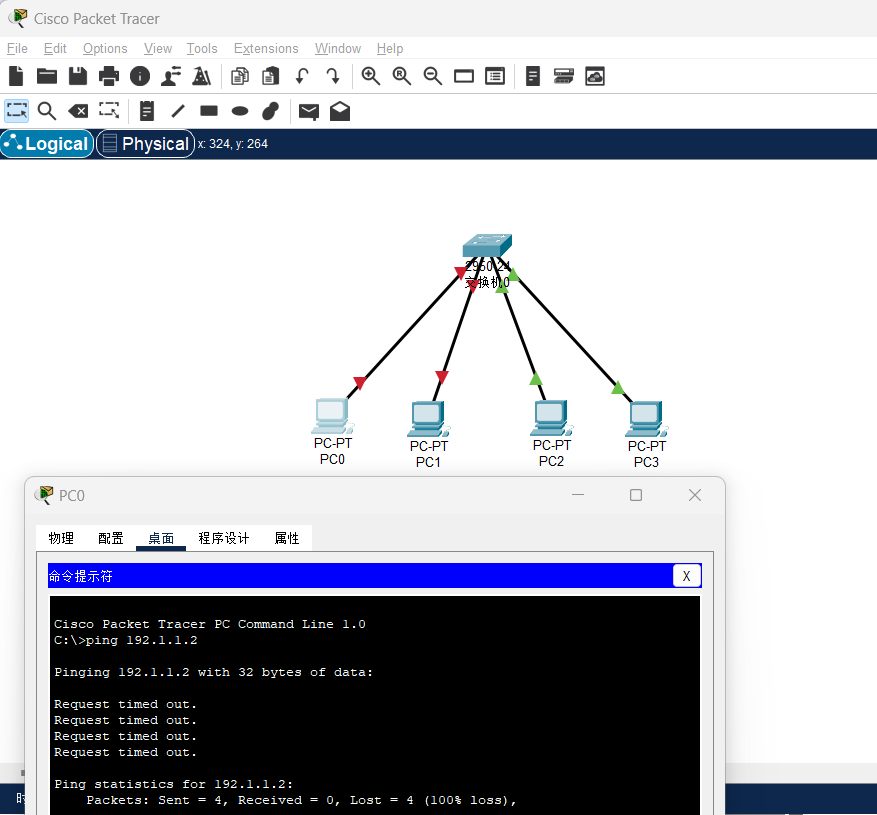 Cisco Packet Tracer
File Edit Options View Tools Extensions Window Help
Logical Physical x: 324, y: 264
2950-24
交换机0
PC-PT
PC0
PC-PT
PC1
PC-PT
PC2
PC-PT
PC3
PC0
物理 配置 桌面 程序设计 属性
命令提示符 X
Cisco Packet Tracer PC Command Line 1.0
C:\>ping 192.1.1.2
Pinging 192.1.1.2 with 32 bytes of data:
Request timed out.
Request timed out.
Request timed out.
Request timed out.
Ping statistics for 192.1.1.2:
Packets: Sent = 4, Received = 0, Lost = 4 (100% loss),